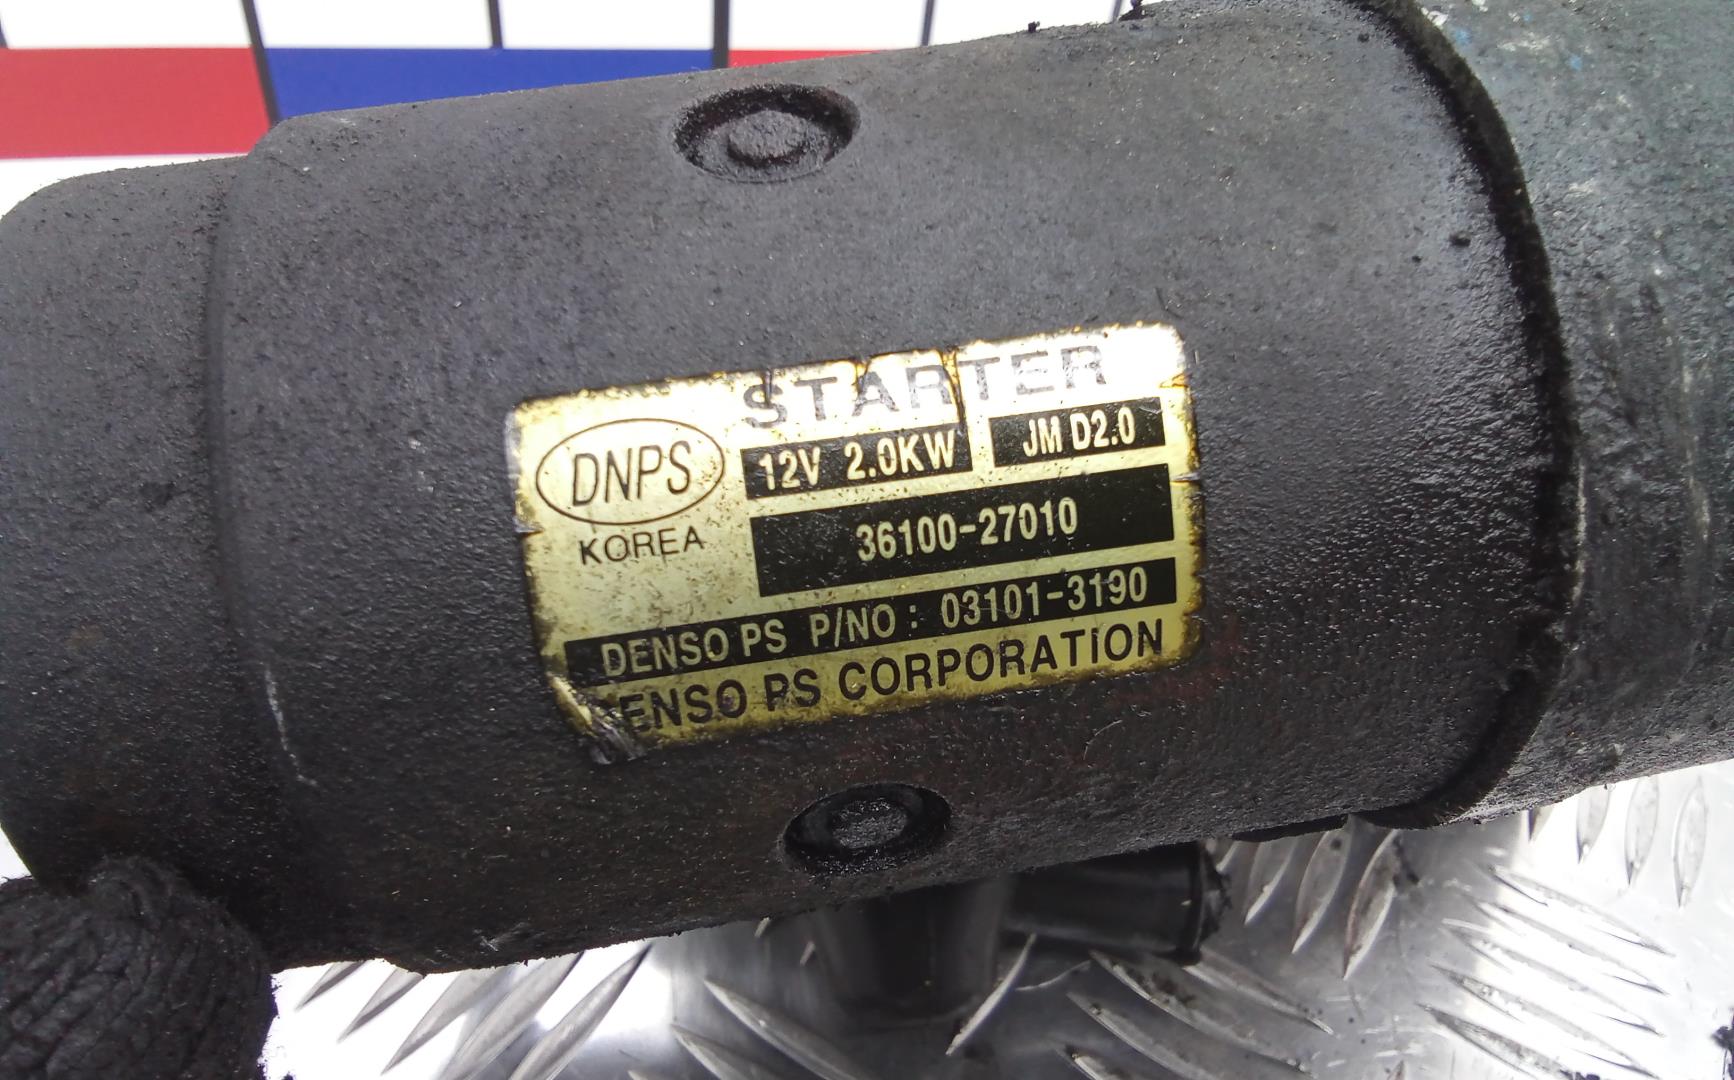 STARTER
DNPS
KOREA
12V 2.0KW
JM D2.0
36100-27010
DENSO PS P/NO : 03101-3190
DENSO PS CORPORATION